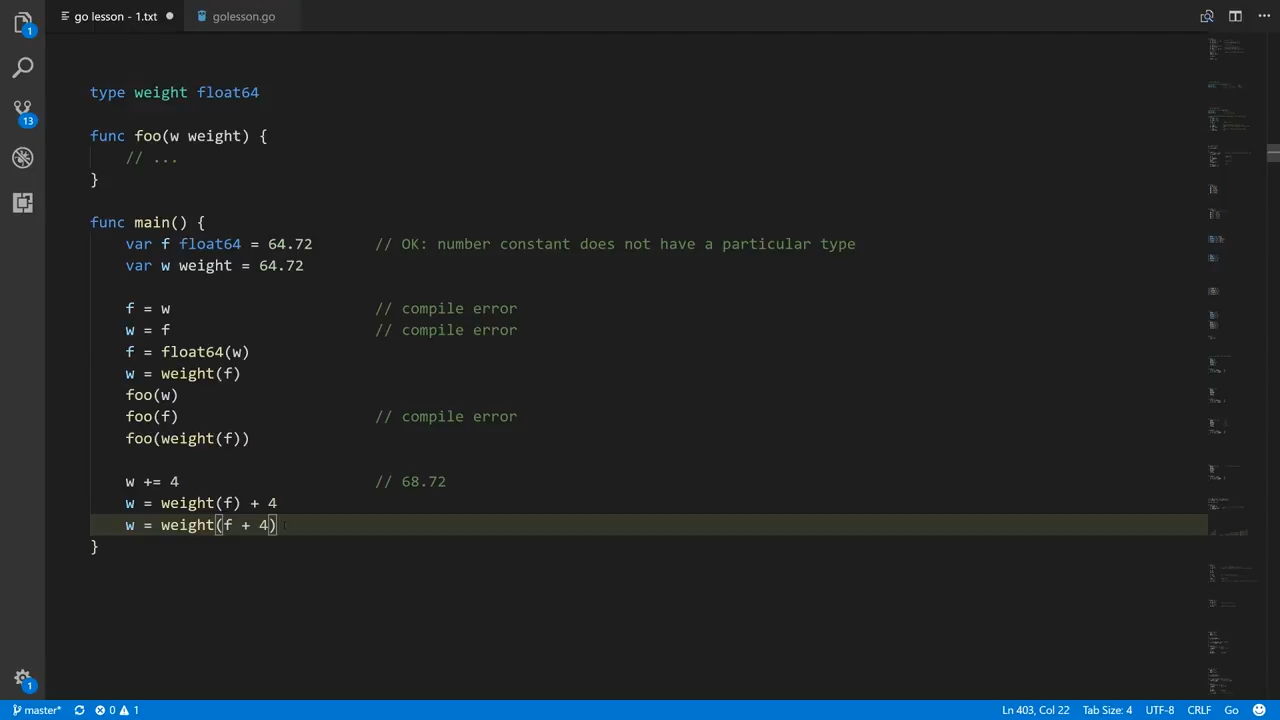 go lesson - 1.txt
golesson.go
1
13
type weight float64
func foo(w weight) {
// ...
}
func main() {
var f float64 = 64.72 // OK: number constant does not have a particular type
var w weight = 64.72
f = w // compile error
w = f // compile error
f = float64(w)
w = weight(f)
foo(w)
foo(f) // compile error
foo(weight(f))
w += 4 // 68.72
w = weight(f) + 4
w = weight(f + 4)
}
1
master* 0 1
Ln 403, Col 22 Tab Size: 4 UTF-8 CRLF Go